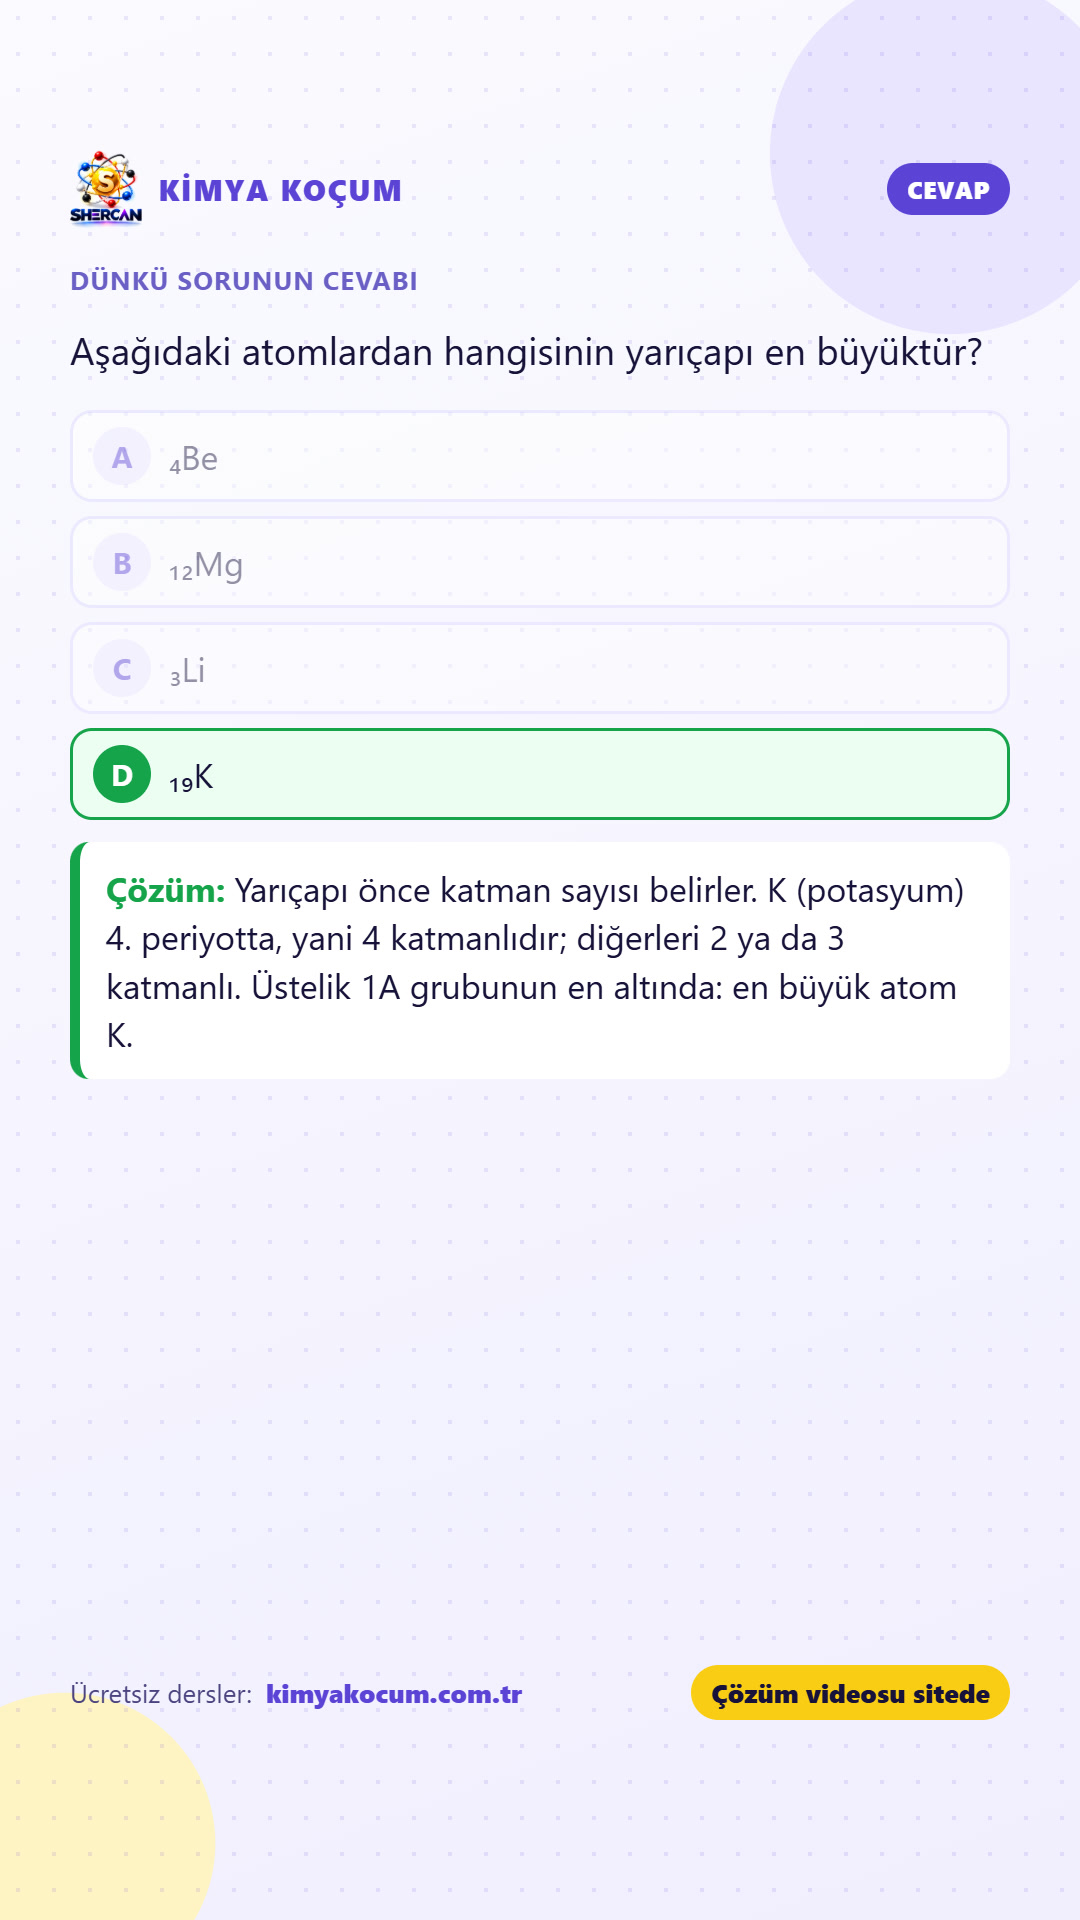 SHERCAN
KİMYA KOÇUM
CEVAP
DÜNKÜ SORUNUN CEVABI
Aşağıdaki atomlardan hangisinin yarıçapı en büyüktür?
A ₄Be
B ₁₂Mg
C ₃Li
D ₁₉K
Çözüm: Yarıçapı önce katman sayısı belirler. K (potasyum)
4. periyotta, yani 4 katmanlıdır; diğerleri 2 ya da 3
katmanlı. Üstelik 1A grubunun en altında: en büyük atom
K.
Ücretsiz dersler: kimyakocum.com.tr
Çözüm videosu sitede